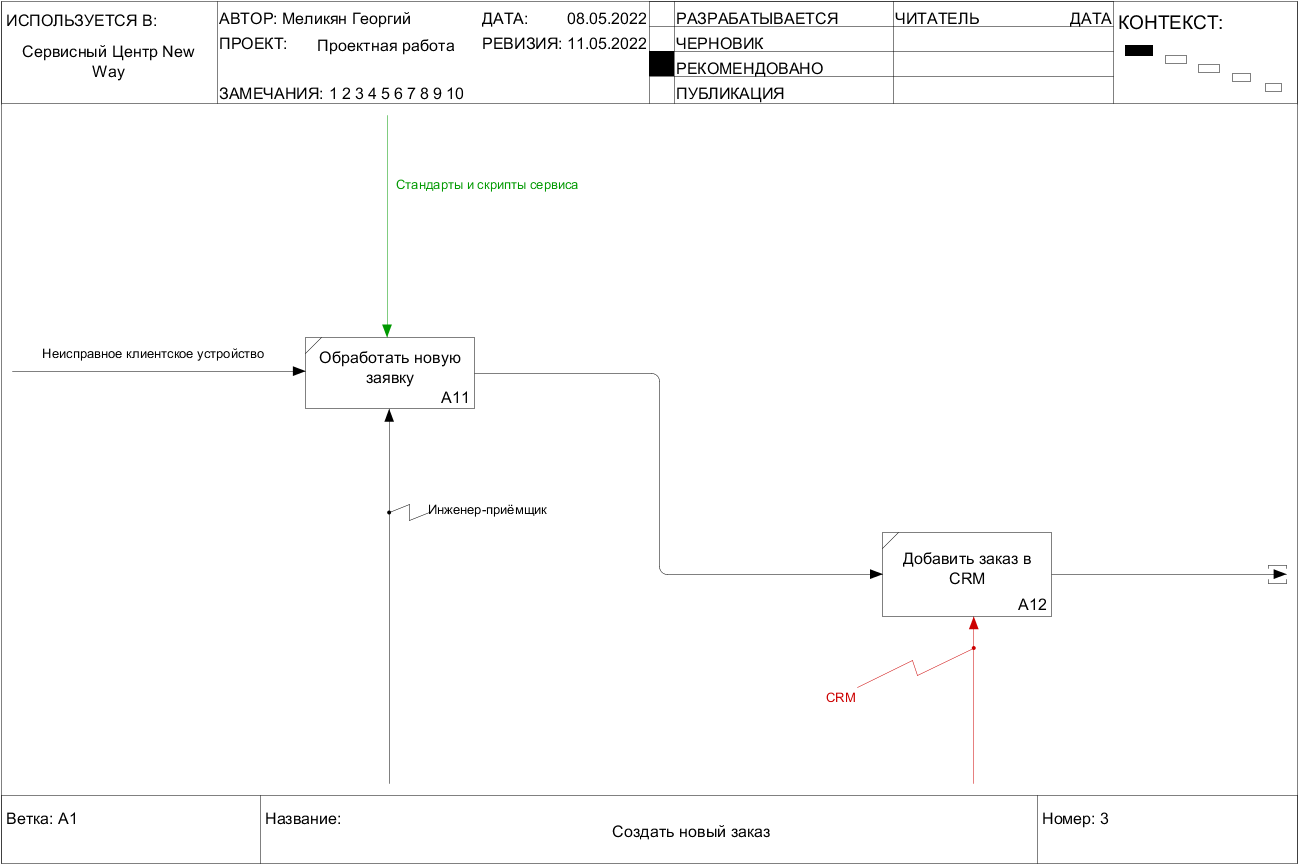 ИСПОЛЬЗУЕТСЯ В:
Сервисный Центр New
Way
АВТОР: Меликян Георгий
ДАТА: 08.05.2022
ПРОЕКТ: Проектная работа
РЕВИЗИЯ: 11.05.2022
ЗАМЕЧАНИЯ: 1 2 3 4 5 6 7 8 9 10
РАЗРАБАТЫВАЕТСЯ
ЧЕРНОВИК
РЕКОМЕНДОВАНО
ПУБЛИКАЦИЯ
ЧИТАТЕЛЬ ДАТА
КОНТЕКСТ:
Стандарты и скрипты сервиса
Неисправное клиентское устройство
Обработать новую
заявку
A11
Инженер-приёмщик
Добавить заказ в
CRM
A12
CRM
Ветка: A1
Название:
Создать новый заказ
Номер: 3